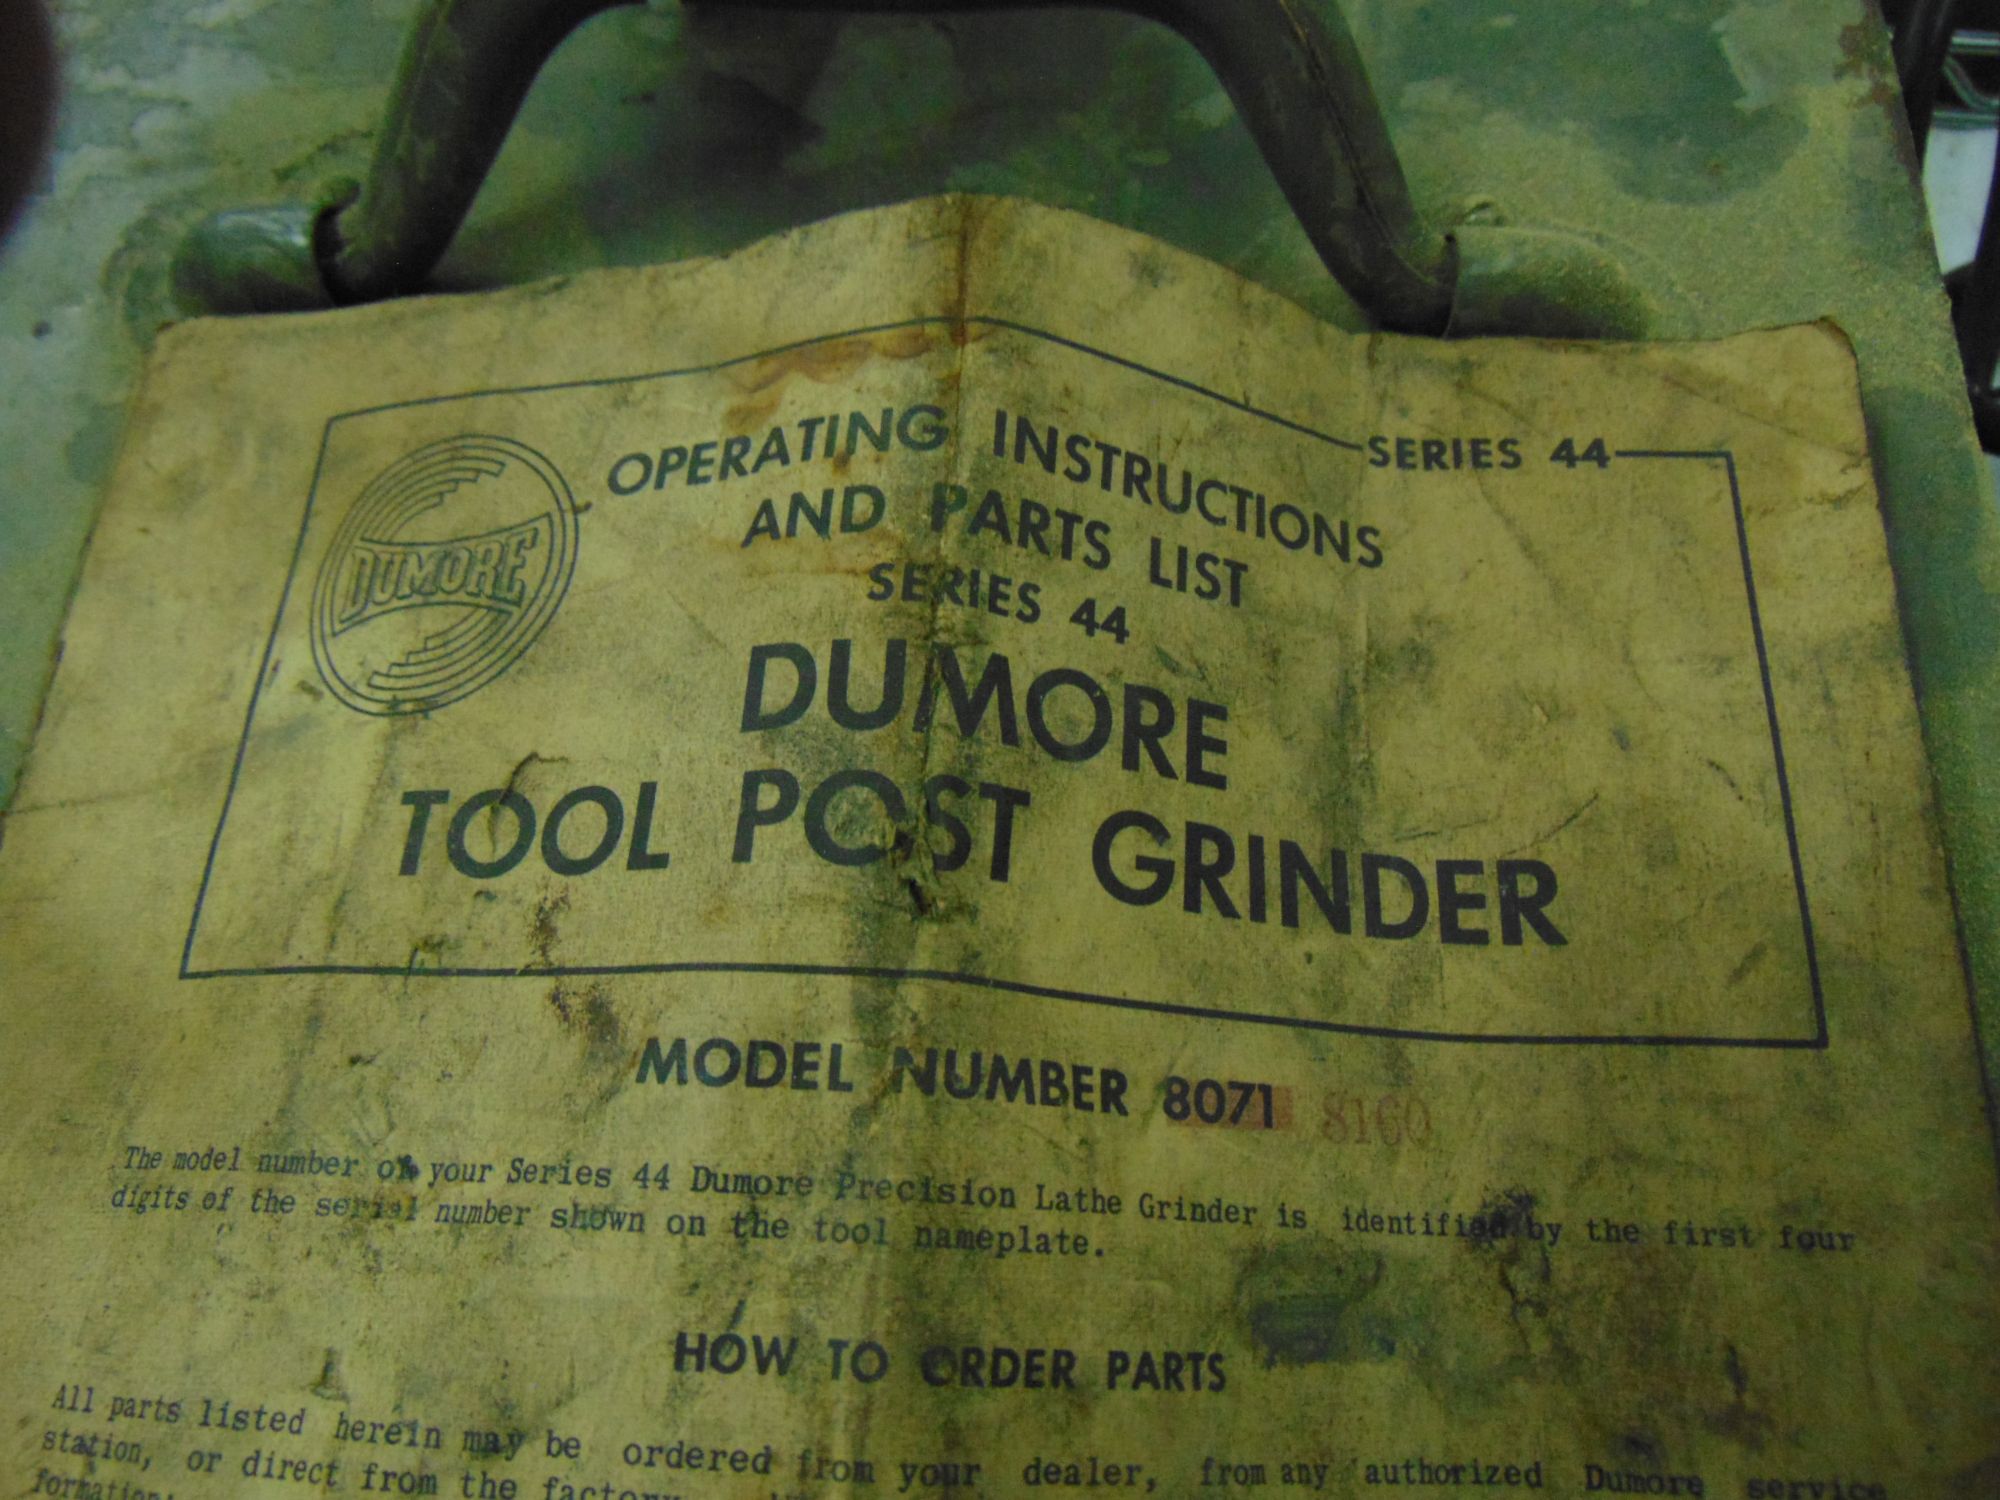 SERIES 44
DUMORE
OPERATING INSTRUCTIONS
AND PARTS LIST
SERIES 44
DUMORE
TOOL POST GRINDER
MODEL NUMBER 8071 8160
The model number of your Series 44 Dumore Precision Lathe Grinder is identified by the first four
digits of the serial number shown on the tool nameplate.
HOW TO ORDER PARTS
All parts listed herein may be ordered from your dealer, from any authorized Dumore service
station, or direct from the factory
formation: